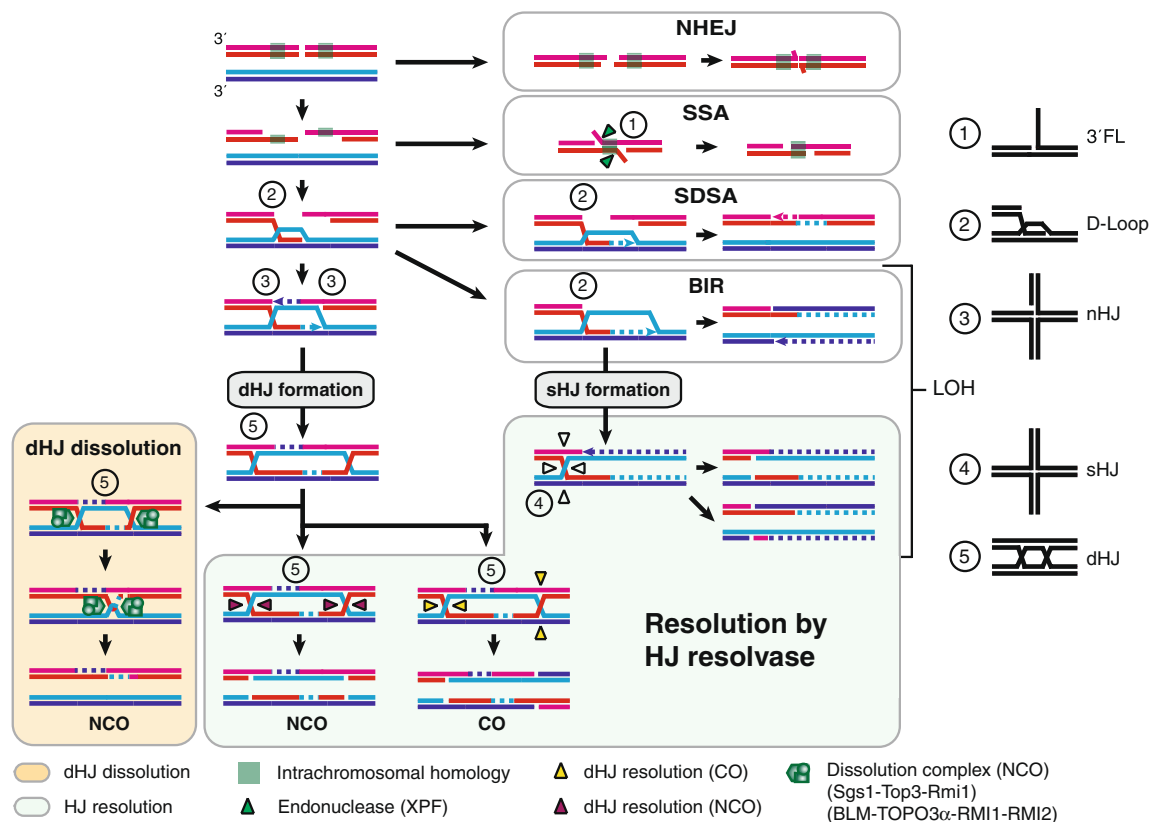 3′
3′
NHEJ
SSA
1
1
3′FL
2
SDSA
2
2
D-Loop
3
3
BIR
2
3
nHJ
dHJ formation
sHJ formation
LOH
5
4
4
sHJ
dHJ dissolution
5
5
dHJ
5
5
Resolution by
HJ resolvase
NCO
NCO
CO
dHJ dissolution
HJ resolution
Intrachromosomal homology
Endonuclease (XPF)
dHJ resolution (CO)
dHJ resolution (NCO)
Dissolution complex (NCO)
(Sgs1-Top3-Rmi1)
(BLM-TOPO3α-RMI1-RMI2)